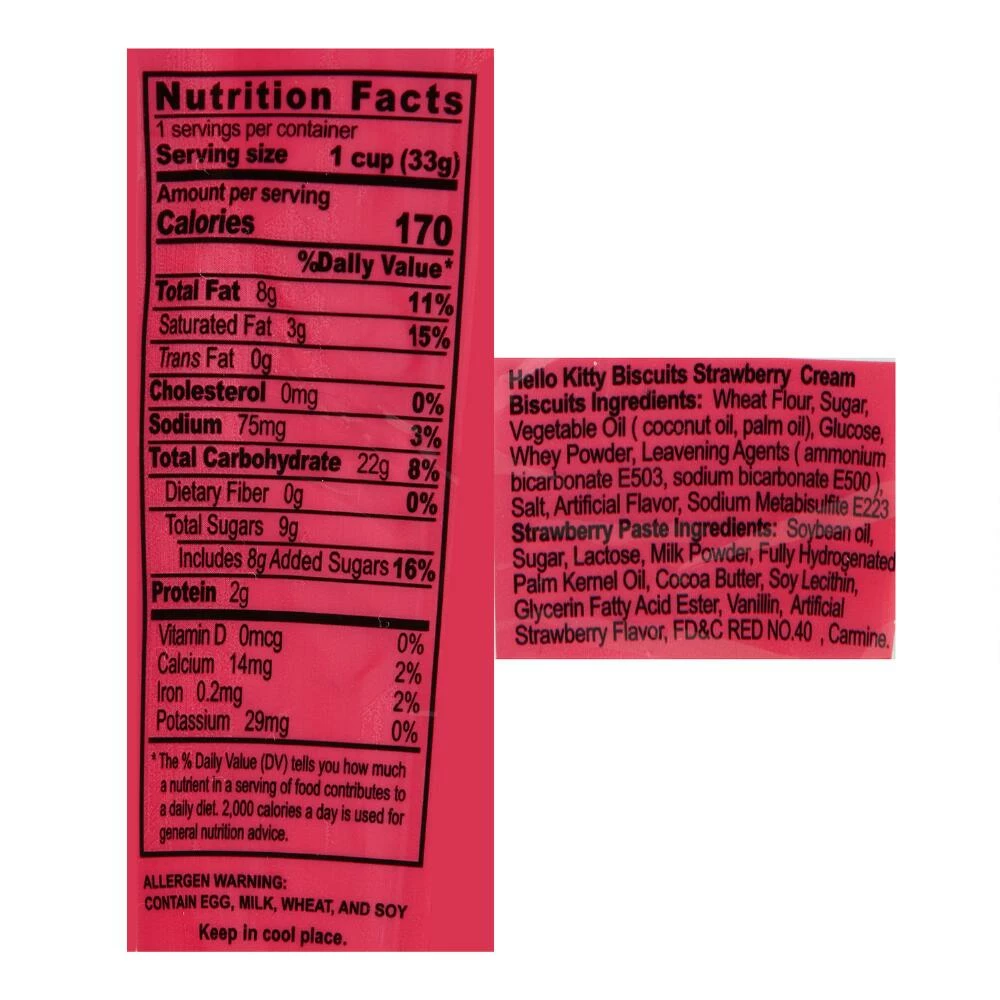 Nutrition Facts
1 servings per container
Serving size 1 cup (33g)
Amount per serving
Calories 170
%Dally Value*
Total Fat 8g 11%
Saturated Fat 3g 15%
Trans Fat 0g
Cholesterol 0mg 0%
Sodium 75mg 3%
Total Carbohydrate 22g 8%
Dietary Fiber 0g 0%
Total Sugars 9g
Includes 8g Added Sugars 16%
Protein 2g
Vitamin D 0mcg 0%
Calcium 14mg 2%
Iron 0.2mg 2%
Potassium 29mg 0%
* The % Daily Value (DV) tells you how much
a nutrient in a serving of food contributes to
a daily diet. 2,000 calories a day is used for
general nutrition advice.
ALLERGEN WARNING:
CONTAIN EGG, MILK, WHEAT, AND SOY
Keep in cool place.
Hello Kitty Biscuits Strawberry Cream
Biscuits Ingredients: Wheat Flour, Sugar,
Vegetable Oil ( coconut oil, palm oil), Glucose,
Whey Powder, Leavening Agents ( ammonium
bicarbonate E503, sodium bicarbonate E500 ),
Salt, Artificial Flavor, Sodium Metabisulfite E223
Strawberry Paste Ingredients: Soybean oil,
Sugar, Lactose, Milk Powder, Fully Hydrogenated
Palm Kernel Oil, Cocoa Butter, Soy Lecithin,
Glycerin Fatty Acid Ester, Vanillin, Artificial
Strawberry Flavor, FD&C RED NO.40 , Carmine.